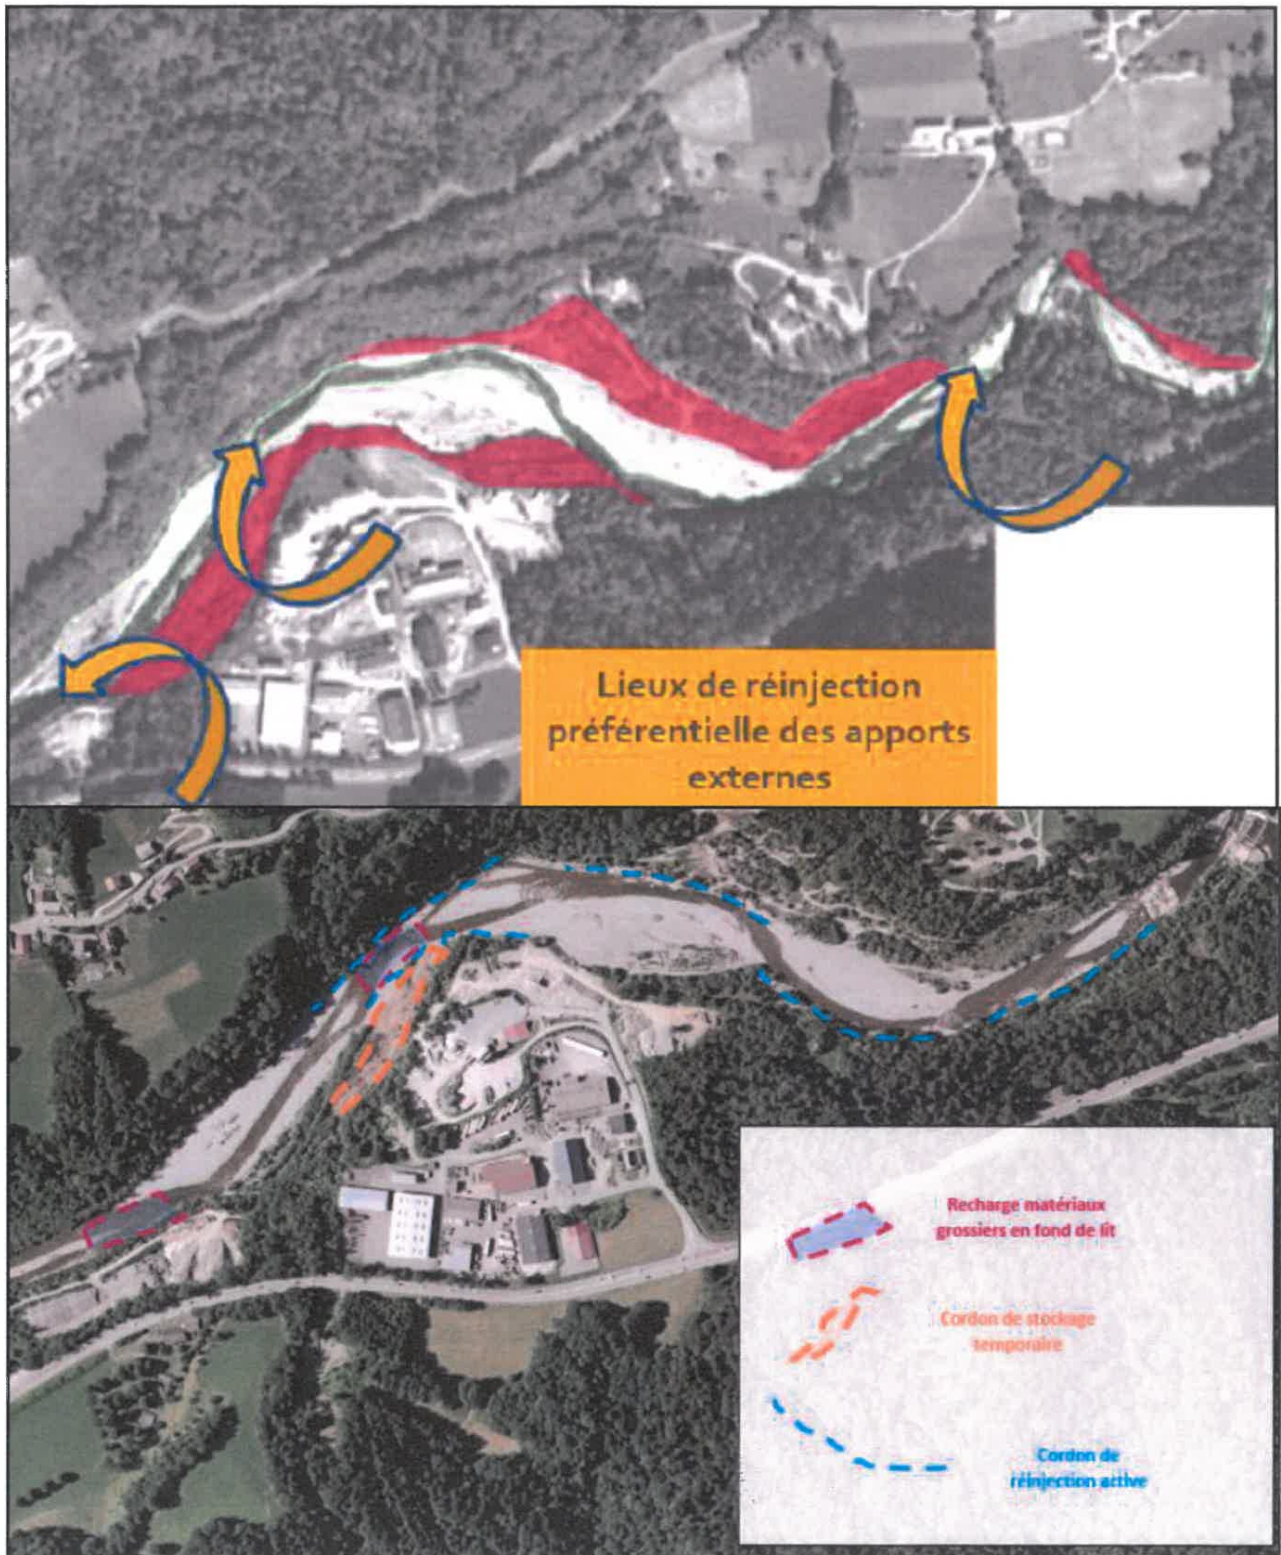 Lieux de réinjection
préférentielle des apports
externes
Recharge matériaux
grossiers en fond de lit
Cordon de stockage
temporaire
Cordon de
réinjection active